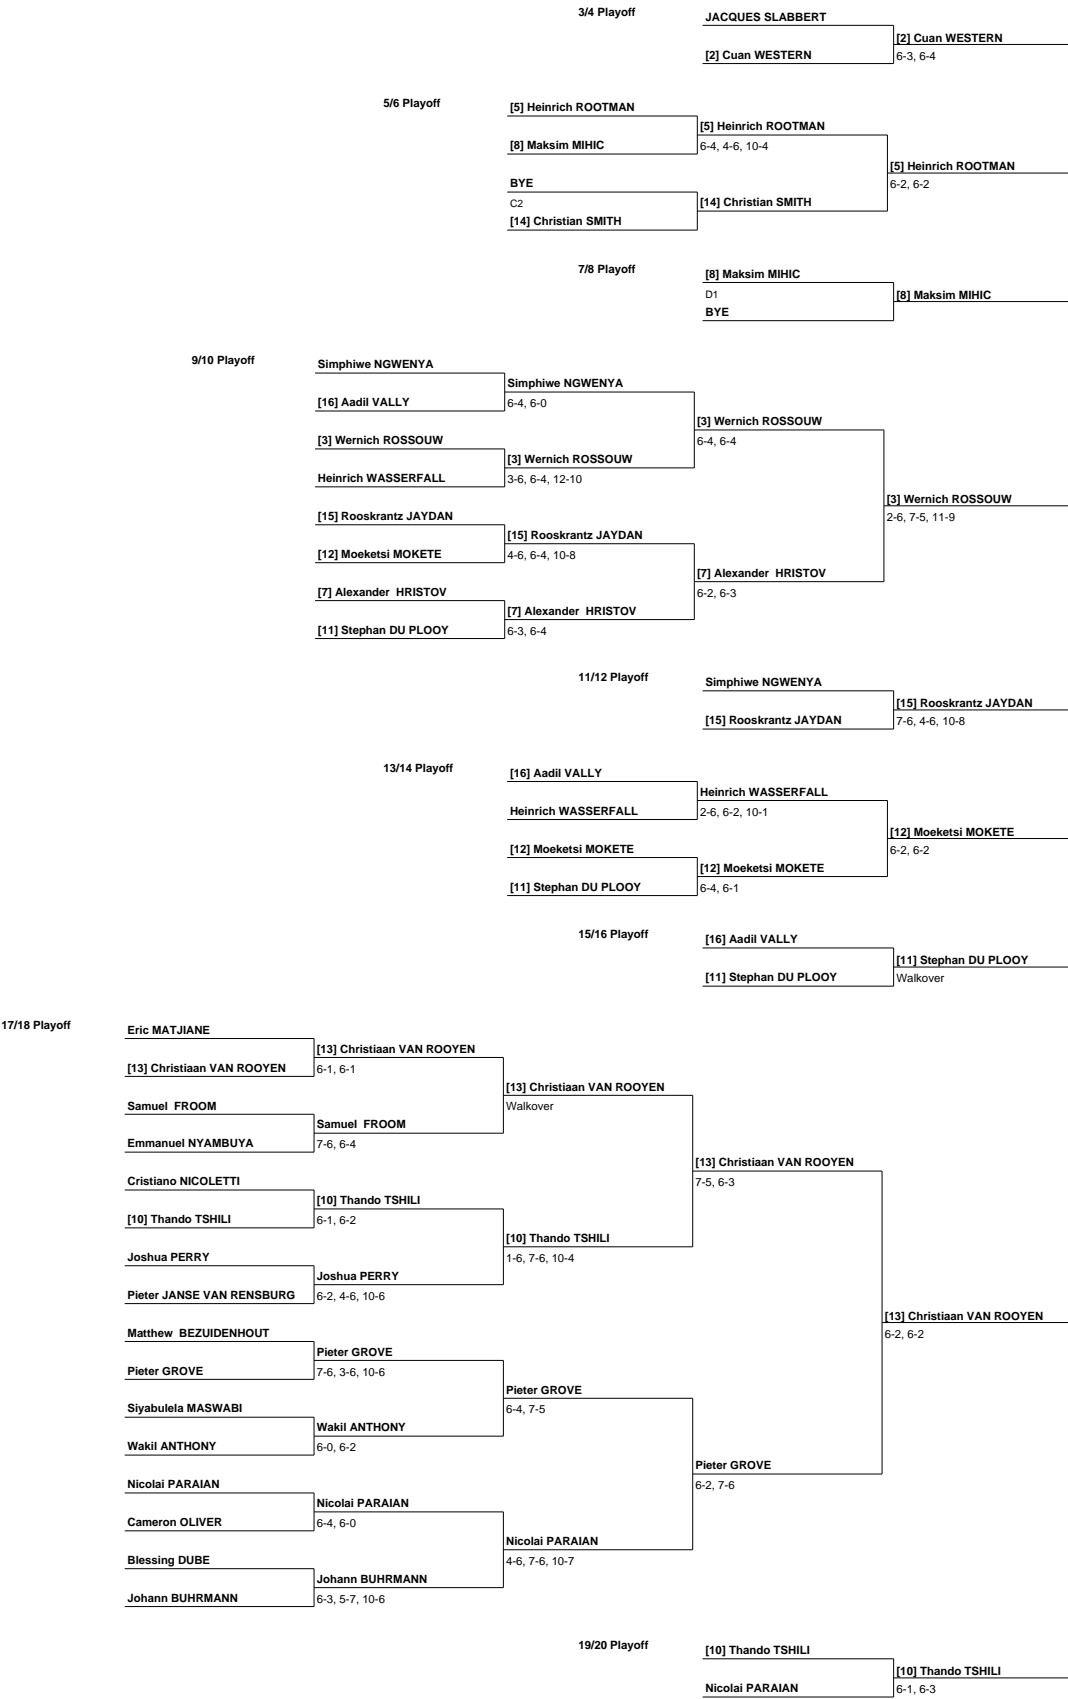 3/4 Playoff
JACQUES SLABBERT
[2] Cuan WESTERN
[2] Cuan WESTERN
6-3, 6-4
5/6 Playoff
[5] Heinrich ROOTMAN
[5] Heinrich ROOTMAN
[8] Maksim MIHIC
6-4, 4-6, 10-4
[5] Heinrich ROOTMAN
BYE
6-2, 6-2
C2
[14] Christian SMITH
[14] Christian SMITH
7/8 Playoff
[8] Maksim MIHIC
D1
[8] Maksim MIHIC
BYE
9/10 Playoff
Simphiwe NGWENYA
Simphiwe NGWENYA
[16] Aadil VALLY
6-4, 6-0
[3] Wernich ROSSOUW
[3] Wernich ROSSOUW
6-4, 6-4
[3] Wernich ROSSOUW
Heinrich WASSERFALL
3-6, 6-4, 12-10
[3] Wernich ROSSOUW
[15] Rooskrantz JAYDAN
2-6, 7-5, 11-9
[15] Rooskrantz JAYDAN
[12] Moeketsi MOKETE
4-6, 6-4, 10-8
[7] Alexander  HRISTOV
[7] Alexander  HRISTOV
6-2, 6-3
[7] Alexander  HRISTOV
[11] Stephan DU PLOOY
6-3, 6-4
11/12 Playoff
Simphiwe NGWENYA
[15] Rooskrantz JAYDAN
[15] Rooskrantz JAYDAN
7-6, 4-6, 10-8
13/14 Playoff
[16] Aadil VALLY
Heinrich WASSERFALL
Heinrich WASSERFALL
2-6, 6-2, 10-1
[12] Moeketsi MOKETE
[12] Moeketsi MOKETE
6-2, 6-2
[12] Moeketsi MOKETE
[11] Stephan DU PLOOY
6-4, 6-1
15/16 Playoff
[16] Aadil VALLY
[11] Stephan DU PLOOY
[11] Stephan DU PLOOY
Walkover
17/18 Playoff
Eric MATJIANE
[13] Christiaan VAN ROOYEN
[13] Christiaan VAN ROOYEN
6-1, 6-1
[13] Christiaan VAN ROOYEN
Samuel  FROOM
Walkover
Samuel  FROOM
Emmanuel NYAMBUYA
7-6, 6-4
[13] Christiaan VAN ROOYEN
Cristiano NICOLETTI
7-5, 6-3
[10] Thando TSHILI
[10] Thando TSHILI
6-1, 6-2
[10] Thando TSHILI
Joshua PERRY
1-6, 7-6, 10-4
Joshua PERRY
Pieter JANSE VAN RENSBURG
6-2, 4-6, 10-6
[13] Christiaan VAN ROOYEN
Matthew  BEZUIDENHOUT
6-2, 6-2
Pieter GROVE
Pieter GROVE
7-6, 3-6, 10-6
Pieter GROVE
Siyabulela MASWABI
6-4, 7-5
Wakil ANTHONY
Wakil ANTHONY
6-0, 6-2
Pieter GROVE
Nicolai PARAIAN
6-2, 7-6
Nicolai PARAIAN
Cameron OLIVER
6-4, 6-0
Nicolai PARAIAN
Blessing DUBE
4-6, 7-6, 10-7
Johann BUHRMANN
Johann BUHRMANN
6-3, 5-7, 10-6
19/20 Playoff
[10] Thando TSHILI
[10] Thando TSHILI
Nicolai PARAIAN
6-1, 6-3